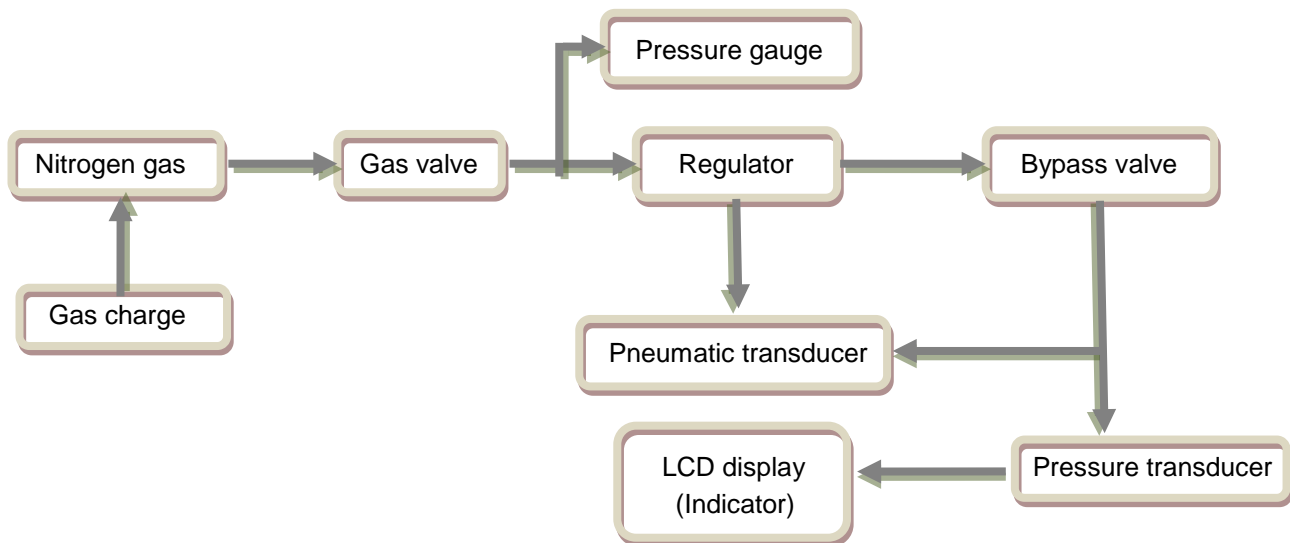 Pressure gauge
Nitrogen gas
Gas valve
Regulator
Bypass valve
Gas charge
Pneumatic transducer
LCD display
(Indicator)
Pressure transducer